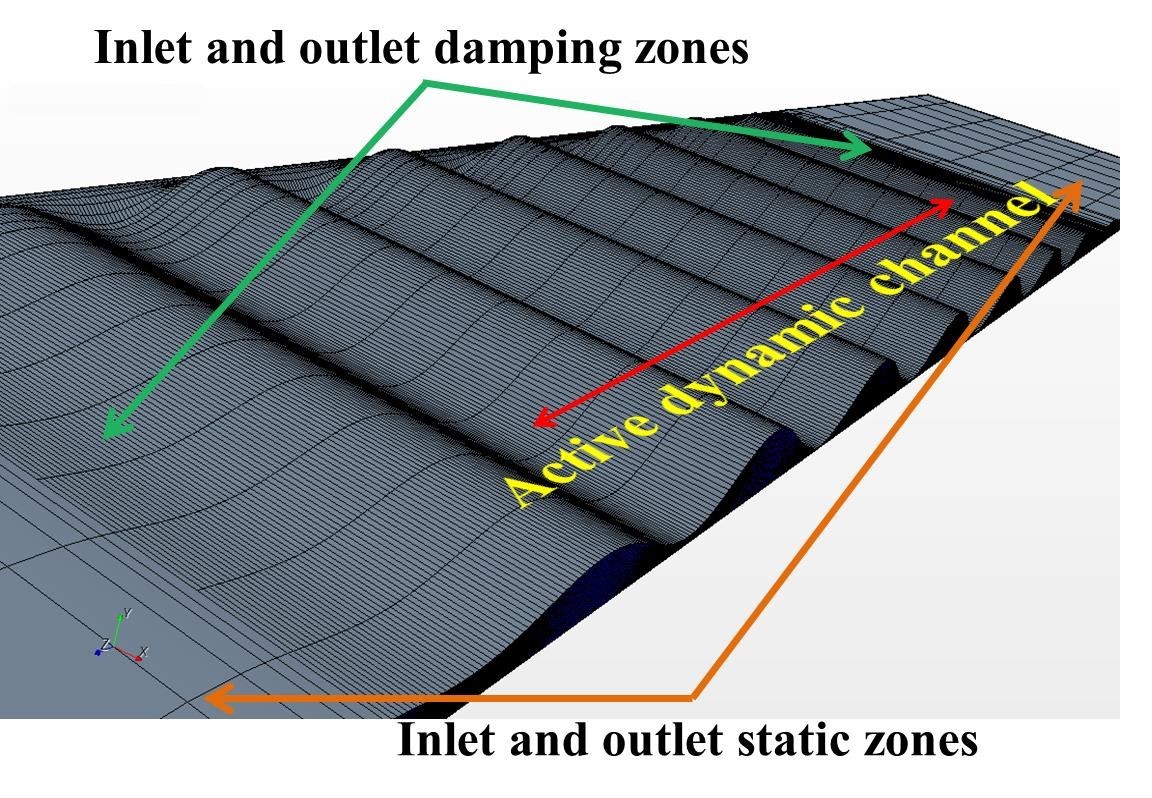 Inlet and outlet damping zones
Active dynamic channel
Y
Z
X
Inlet and outlet static zones